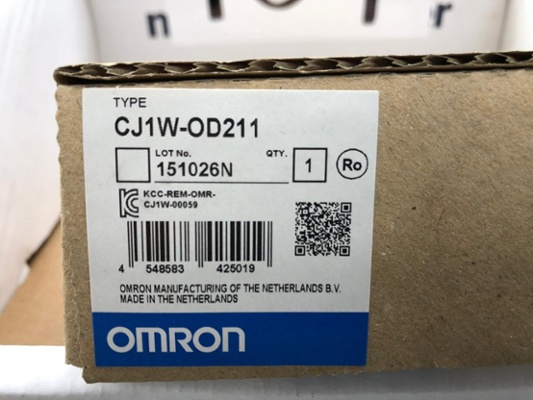 TYPE
CJ1W-OD211
LOT No. 151026N QTY. 1 Ro
KCC-REM-OMR-
CJ1W-00059
4 548583 425019
OMRON MANUFACTURING OF THE NETHERLANDS B.V.
MADE IN THE NETHERLANDS
OMRON